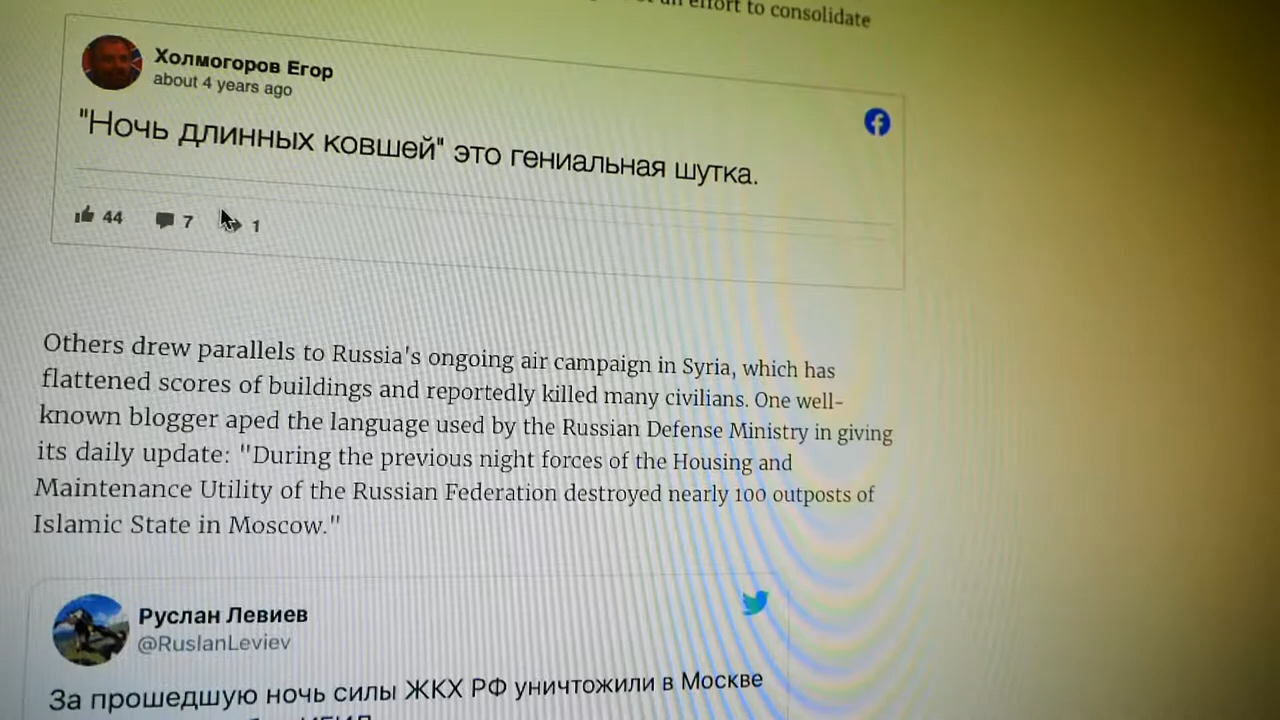 effort to consolidate
Холмогоров Егор
about 4 years ago
"Ночь длинных ковшей" это гениальная шутка.
44 7 1
Others drew parallels to Russia's ongoing air campaign in Syria, which has
flattened scores of buildings and reportedly killed many civilians. One well-
known blogger aped the language used by the Russian Defense Ministry in giving
its daily update: "During the previous night forces of the Housing and
Maintenance Utility of the Russian Federation destroyed nearly 100 outposts of
Islamic State in Moscow."
Руслан Левиев
@RuslanLeviev
За прошедшую ночь силы ЖКХ РФ уничтожили в Москве